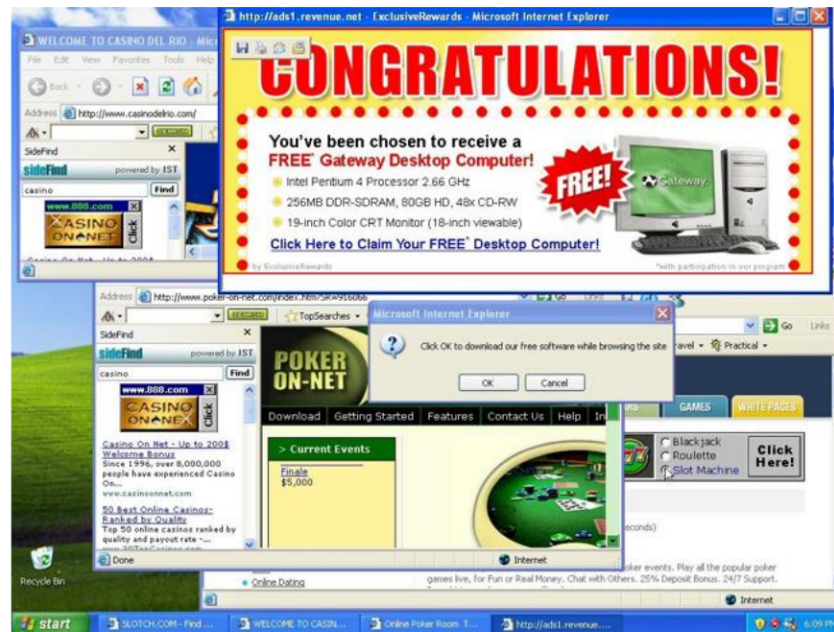 WELCOME TO CASINO DEL RIO - Mic
File Edit View Favorites Tools Help
Back
Address http://www.casinodelrio.com/
SEARCH
SideFind
sideFind powered by IST
casino Find
www.888.com
CASINO
ON NET
Click
http://ads1.revenue.net - ExclusiveRewards - Microsoft Internet Explorer
CONGRATULATIONS!
You've been chosen to receive a
FREE* Gateway Desktop Computer!
Intel Pentium 4 Processor 2.66 GHz
256MB DDR-SDRAM, 80GB HD, 48x CD-RW
19-inch Color CRT Monitor (18-inch viewable)
Click Here to Claim Your FREE* Desktop Computer!
FREE!
Gateway
by ExclusiveRewards
*with participation in our program
Address http://www.poker-on-net.com/index.htm?SR=916066
Go Links
SEARCH TopSearches
SideFind
sideFind powered by IST
casino Find
www.888.com
CASINO
ON NET
Click
Casino On Net - Up to 200$
Welcome Bonus
Since 1996, over 8,000,000
people have experienced Casino
On...
www.casinoonnet.com
50 Best Online Casinos-
Ranked by Quality
Top 50 online casinos ranked by
quality and payout rate -...
POKER
ON-NET
Download Getting Started Features Contact Us Help
> Current Events
Finale
$5,000
Done Internet
Microsoft Internet Explorer
Click OK to download our free software while browsing the site
OK Cancel
Go Links
Practical
GAMES WHITE PAGES
Blackjack
Roulette
Slot Machine
Click
Here!
poker events. Play all the popular poker
games live, for Fun or Real Money. Chat with Others. 25% Deposit Bonus. 24/7 Support.
Online Dating
Internet
Recycle Bin
start SLOTCH.COM - Find ... WELCOME TO CASIN... Online Poker Room T... http://ads1.revenue.... 6:09 PM